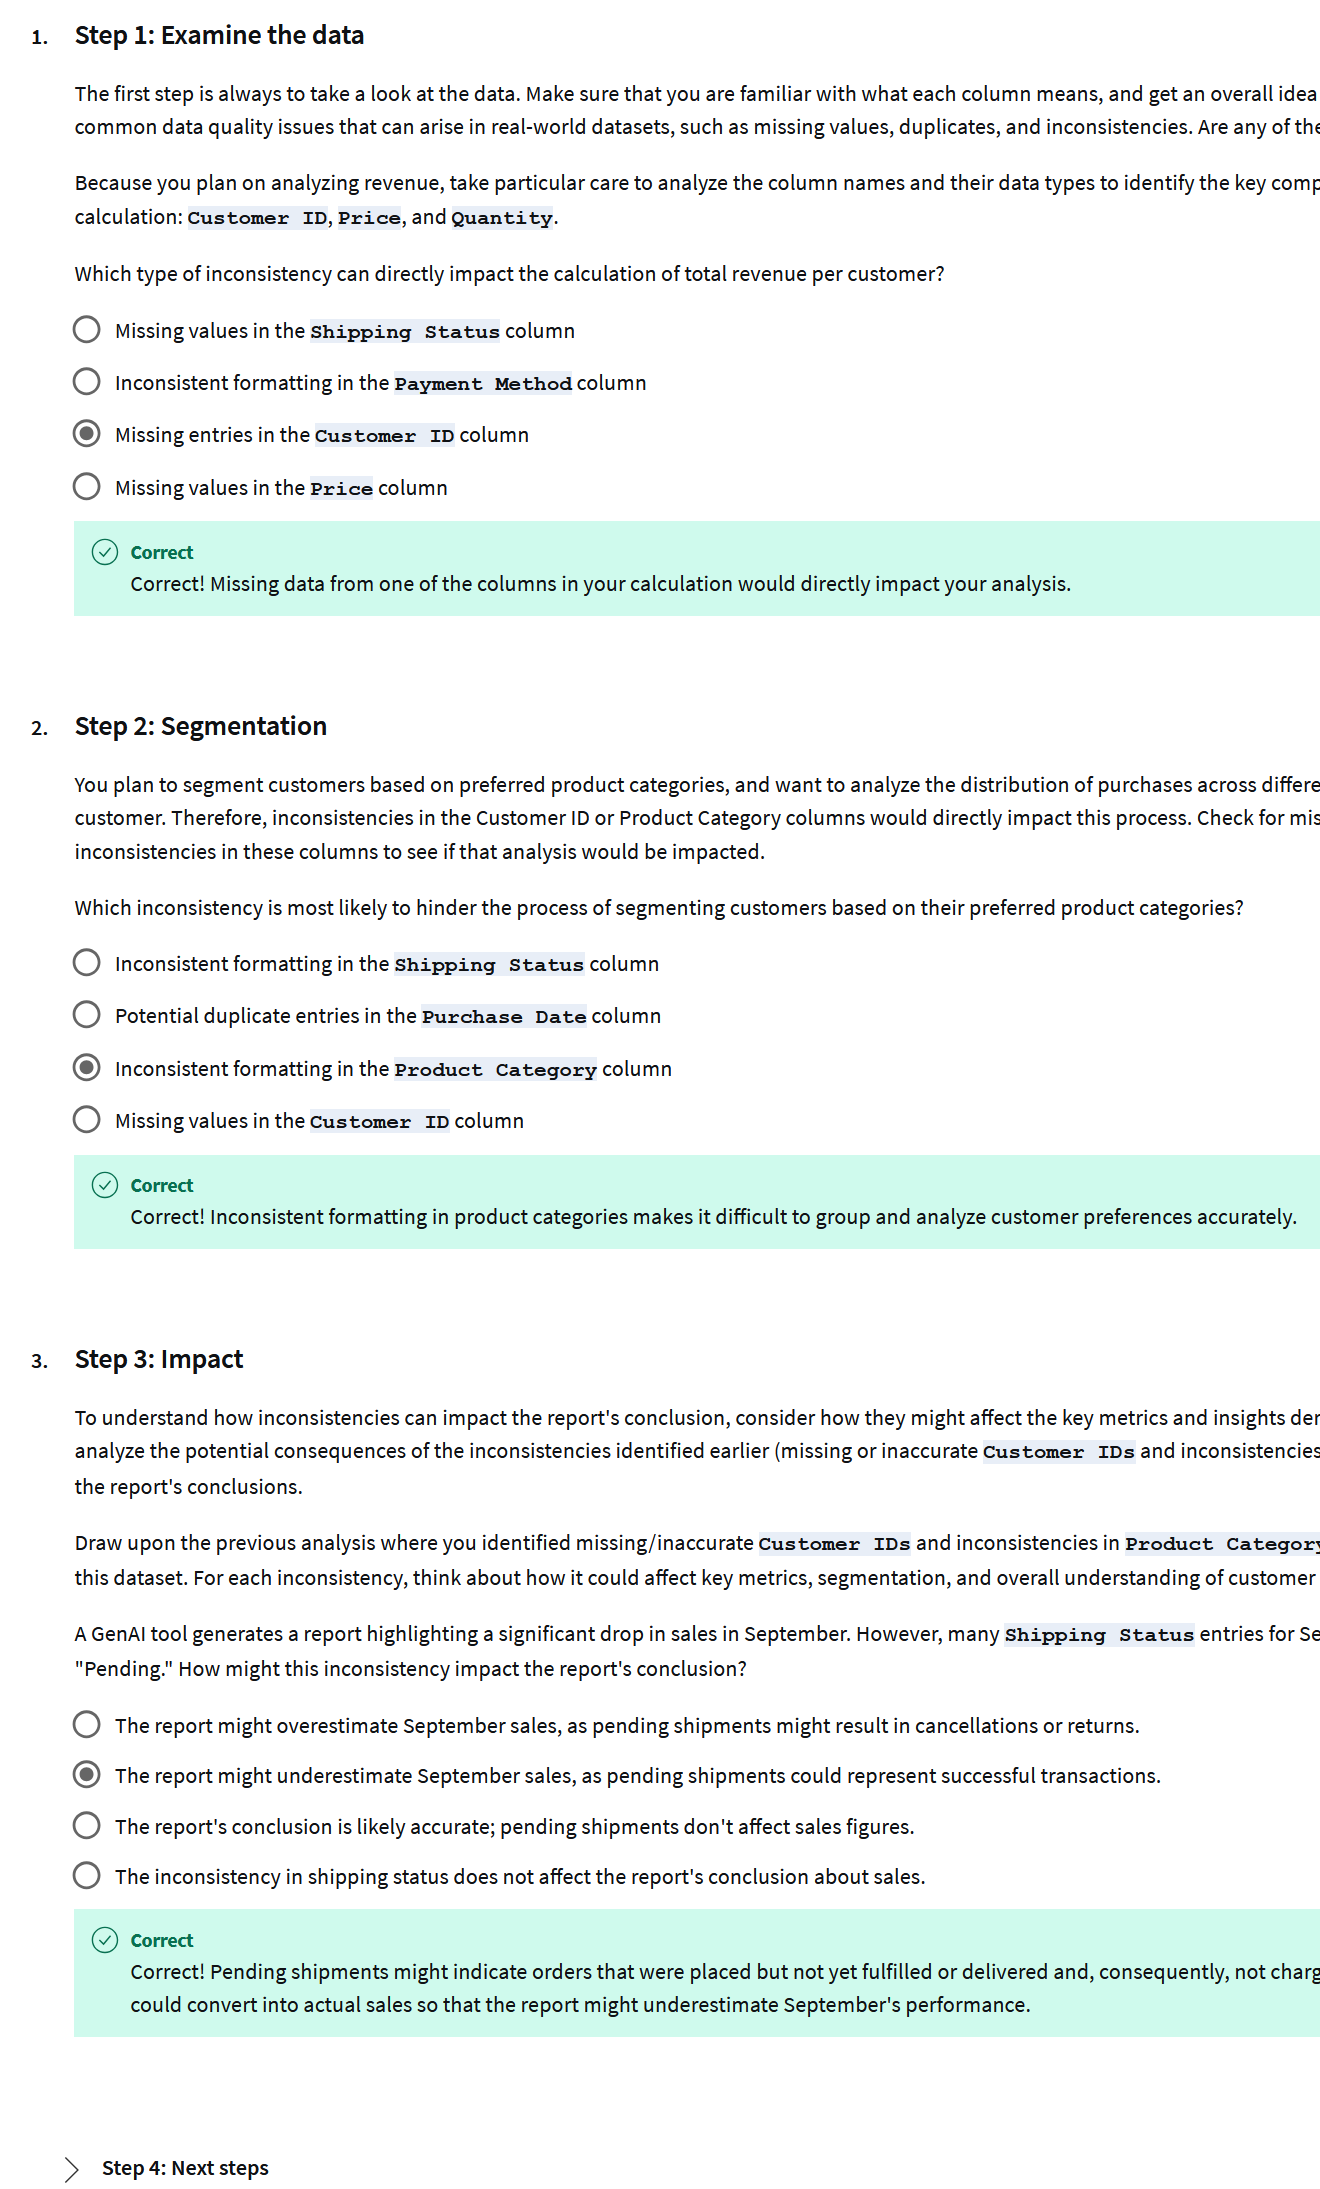 1. Step 1: Examine the data
The first step is always to take a look at the data. Make sure that you are familiar with what each column means, and get an overall idea
common data quality issues that can arise in real-world datasets, such as missing values, duplicates, and inconsistencies. Are any of the
Because you plan on analyzing revenue, take particular care to analyze the column names and their data types to identify the key comp
calculation: Customer ID, Price, and Quantity.
Which type of inconsistency can directly impact the calculation of total revenue per customer?
Missing values in the Shipping Status column
Inconsistent formatting in the Payment Method column
Missing entries in the Customer ID column
Missing values in the Price column
Correct
Correct! Missing data from one of the columns in your calculation would directly impact your analysis.
2. Step 2: Segmentation
You plan to segment customers based on preferred product categories, and want to analyze the distribution of purchases across differe
customer. Therefore, inconsistencies in the Customer ID or Product Category columns would directly impact this process. Check for mis
inconsistencies in these columns to see if that analysis would be impacted.
Which inconsistency is most likely to hinder the process of segmenting customers based on their preferred product categories?
Inconsistent formatting in the Shipping Status column
Potential duplicate entries in the Purchase Date column
Inconsistent formatting in the Product Category column
Missing values in the Customer ID column
Correct
Correct! Inconsistent formatting in product categories makes it difficult to group and analyze customer preferences accurately.
3. Step 3: Impact
To understand how inconsistencies can impact the report's conclusion, consider how they might affect the key metrics and insights der
analyze the potential consequences of the inconsistencies identified earlier (missing or inaccurate Customer IDs and inconsistencies
the report's conclusions.
Draw upon the previous analysis where you identified missing/inaccurate Customer IDs and inconsistencies in Product Category
this dataset. For each inconsistency, think about how it could affect key metrics, segmentation, and overall understanding of customer
A GenAI tool generates a report highlighting a significant drop in sales in September. However, many Shipping Status entries for Se
"Pending." How might this inconsistency impact the report's conclusion?
The report might overestimate September sales, as pending shipments might result in cancellations or returns.
The report might underestimate September sales, as pending shipments could represent successful transactions.
The report's conclusion is likely accurate; pending shipments don't affect sales figures.
The inconsistency in shipping status does not affect the report's conclusion about sales.
Correct
Correct! Pending shipments might indicate orders that were placed but not yet fulfilled or delivered and, consequently, not charg
could convert into actual sales so that the report might underestimate September's performance.
Step 4: Next steps